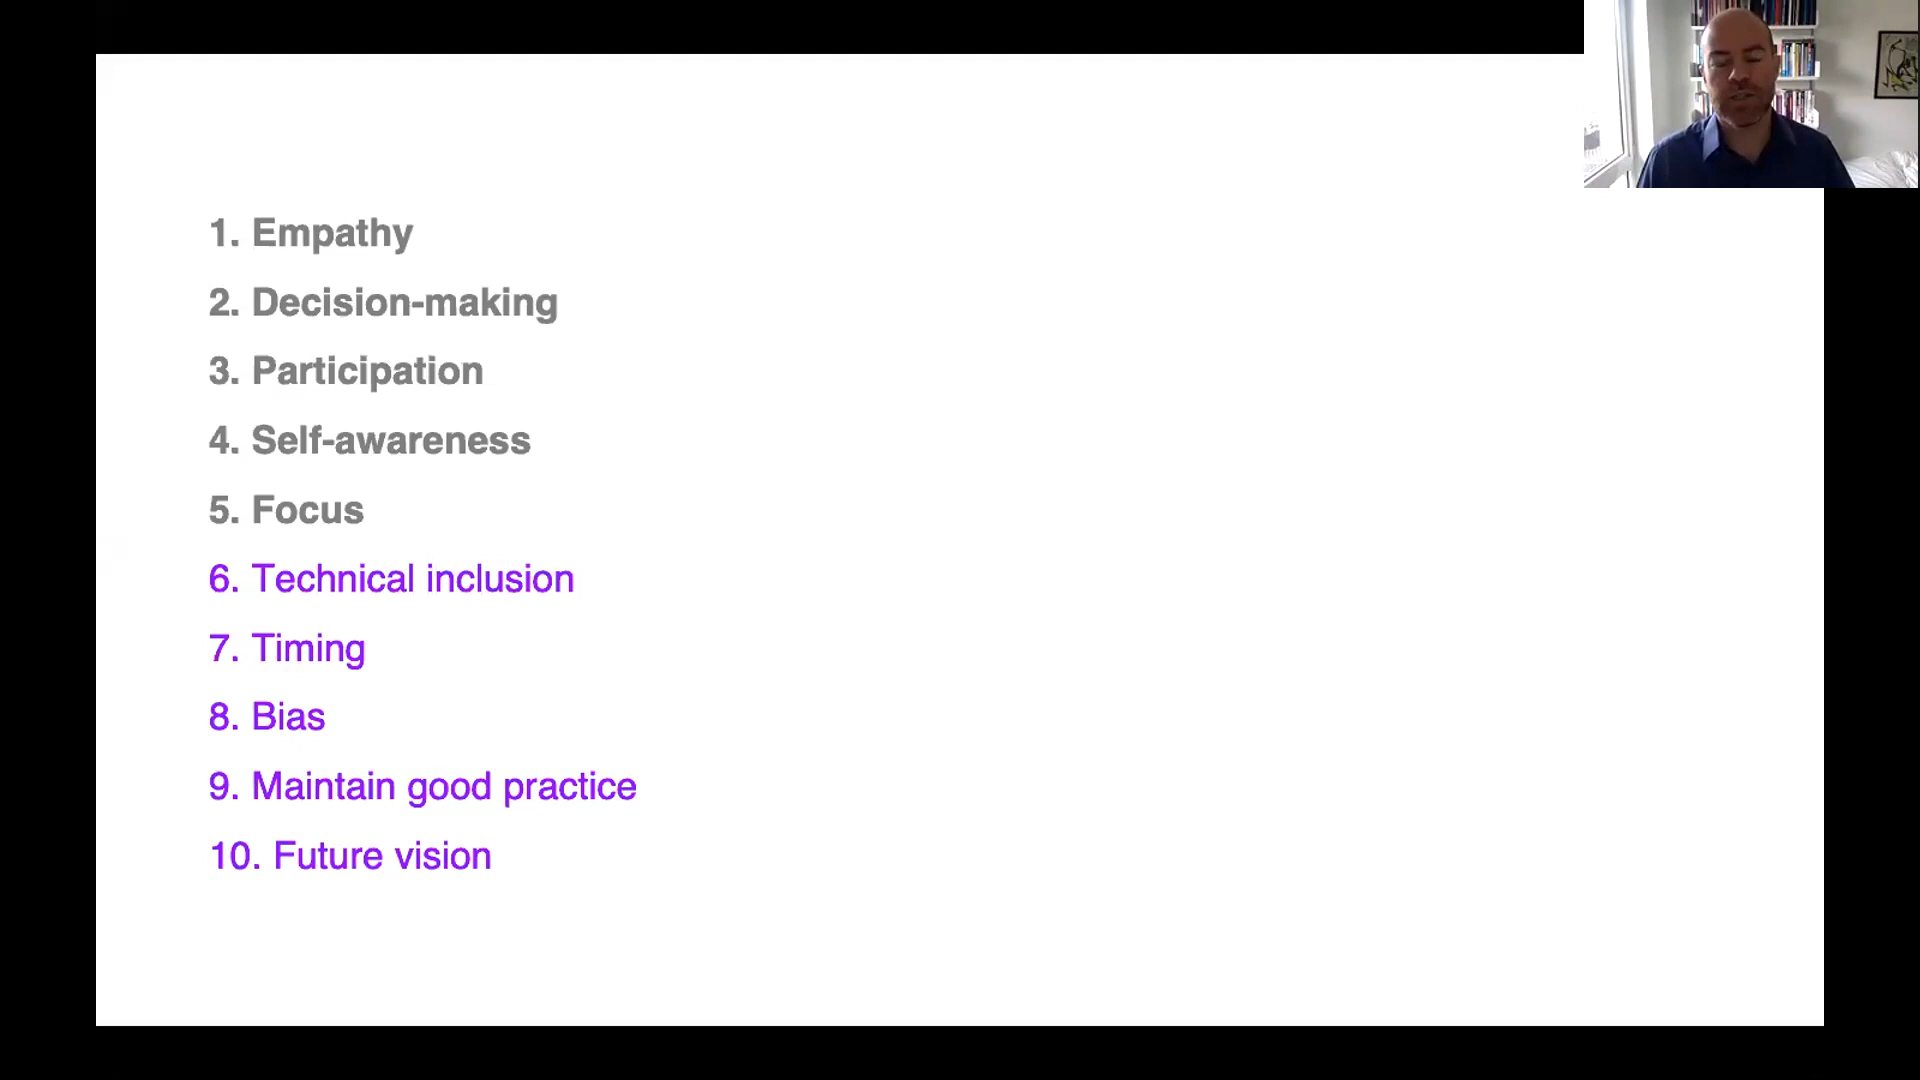 1. Empathy
2. Decision-making
3. Participation
4. Self-awareness
5. Focus
6. Technical inclusion
7. Timing
8. Bias
9. Maintain good practice
10. Future vision